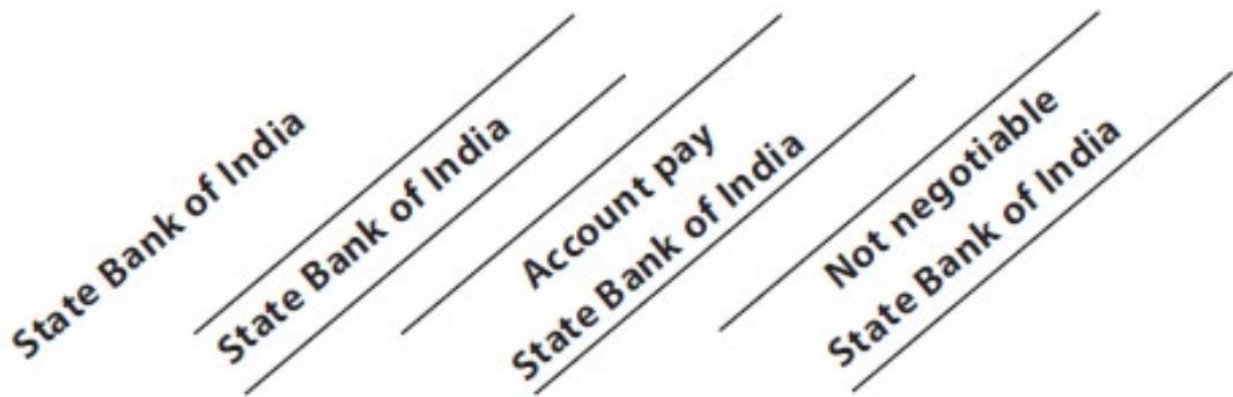 State Bank of India
State Bank of India
Account pay
State Bank of India
Not negotiable
State Bank of India